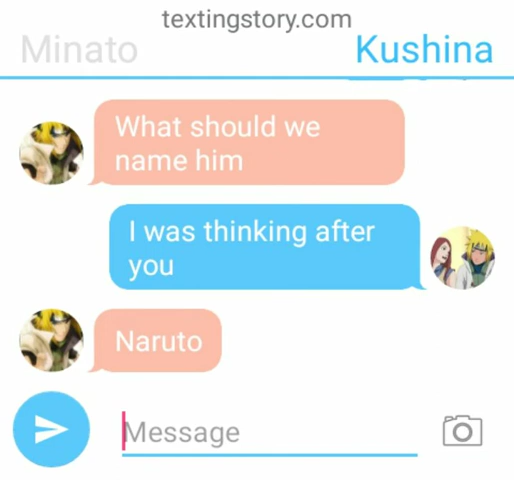 textingstory.com
Minato
Kushina
What should we
name him
I was thinking after
you
Naruto
Message